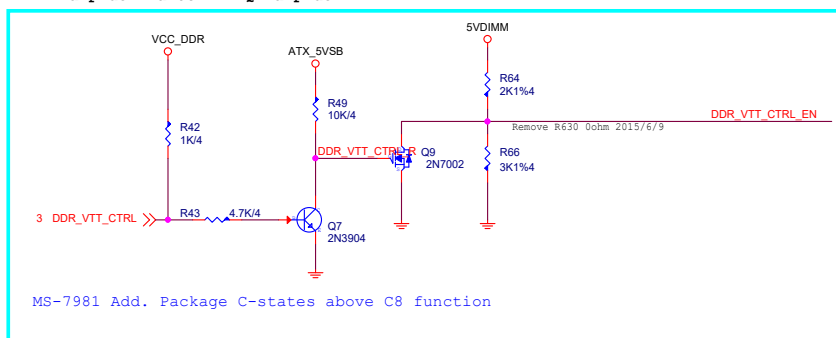 VCC_DDR
ATX_5VSB
5VDIMM
R42
1K/4
R49
10K/4
R64
2K1%4
DDR_VTT_CTRL_EN
Remove R630 0ohm 2015/6/9
DDR_VTT_CTRL_R
Q9
2N7002
R66
3K1%4
3 DDR_VTT_CTRL
R43
4.7K/4
Q7
2N3904
MS-7981 Add. Package C-states above C8 function